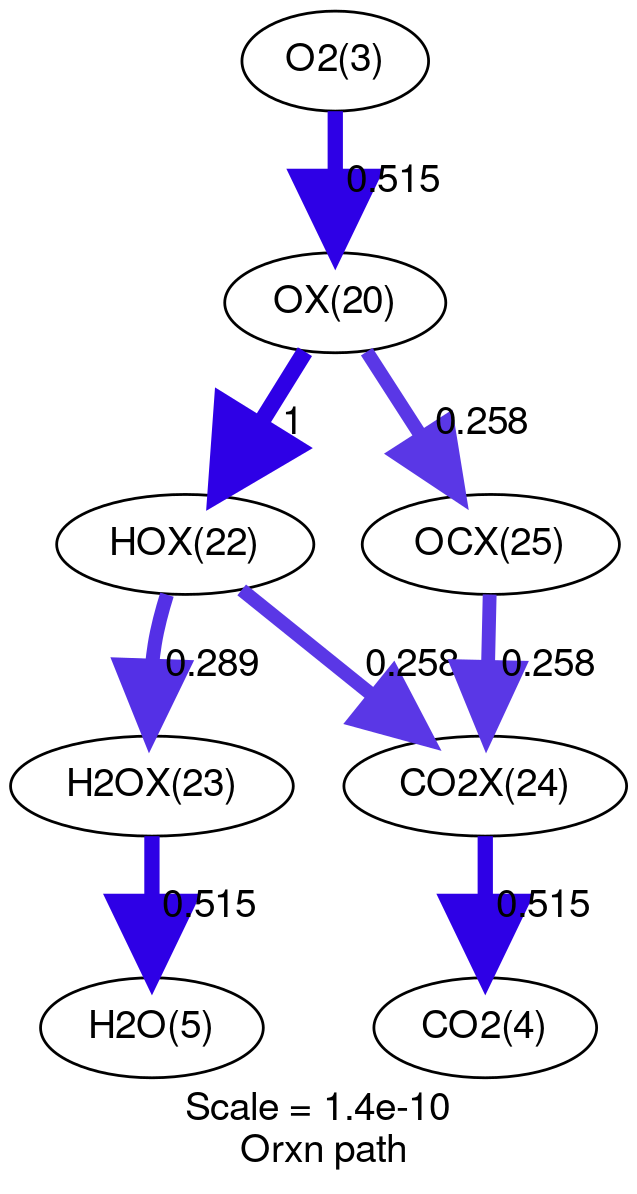 O2(3)
0.515
OX(20)
1
0.258
HOX(22)
OCX(25)
0.289
0.258
0.258
H2OX(23)
CO2X(24)
0.515
0.515
H2O(5)
CO2(4)
Scale = 1.4e-10
Orxn path